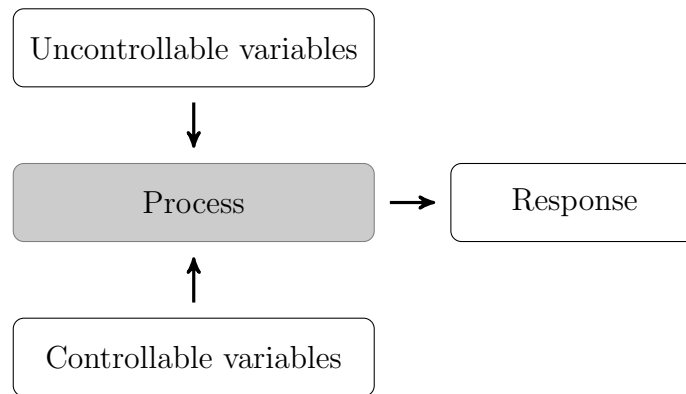 Uncontrollable variables
Process
Response
Controllable variables